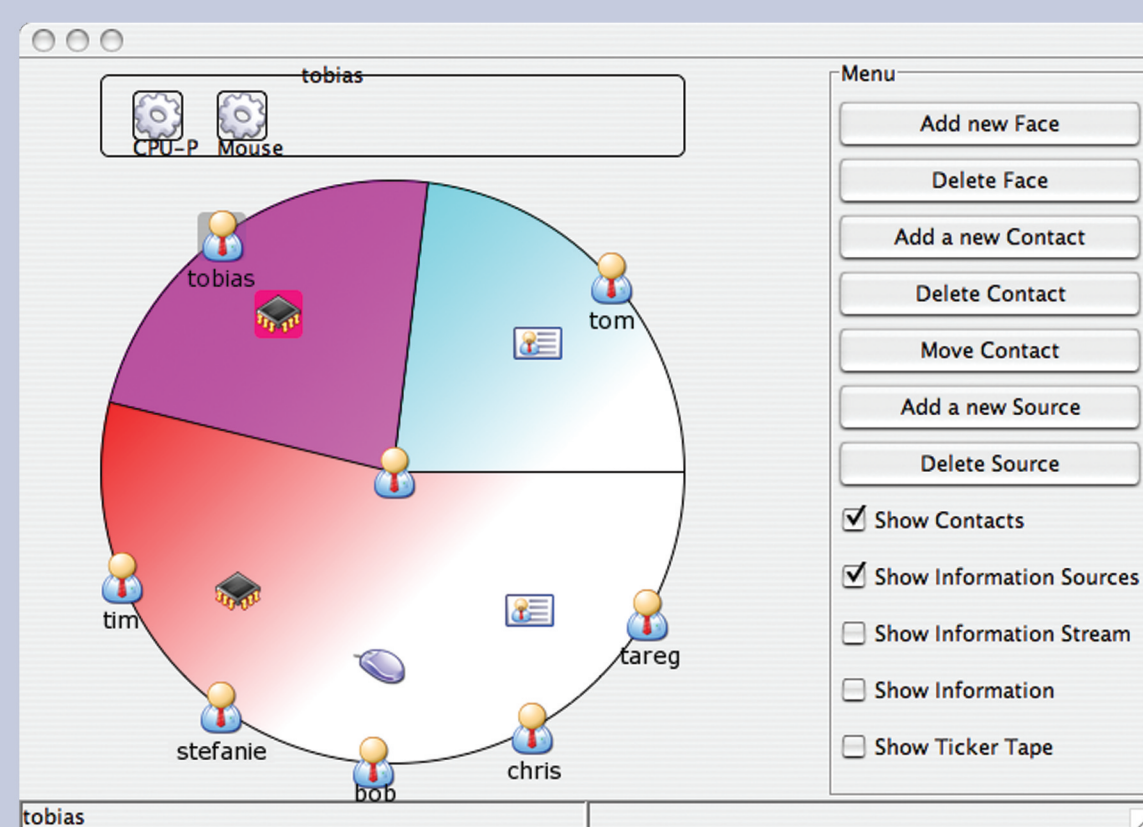 tobias
CPU-P
Mouse
tobias
tom
tim
tareg
stefanie
chris
bob
Menu
Add new Face
Delete Face
Add a new Contact
Delete Contact
Move Contact
Add a new Source
Delete Source
Show Contacts
Show Information Sources
Show Information Stream
Show Information
Show Ticker Tape
tobias